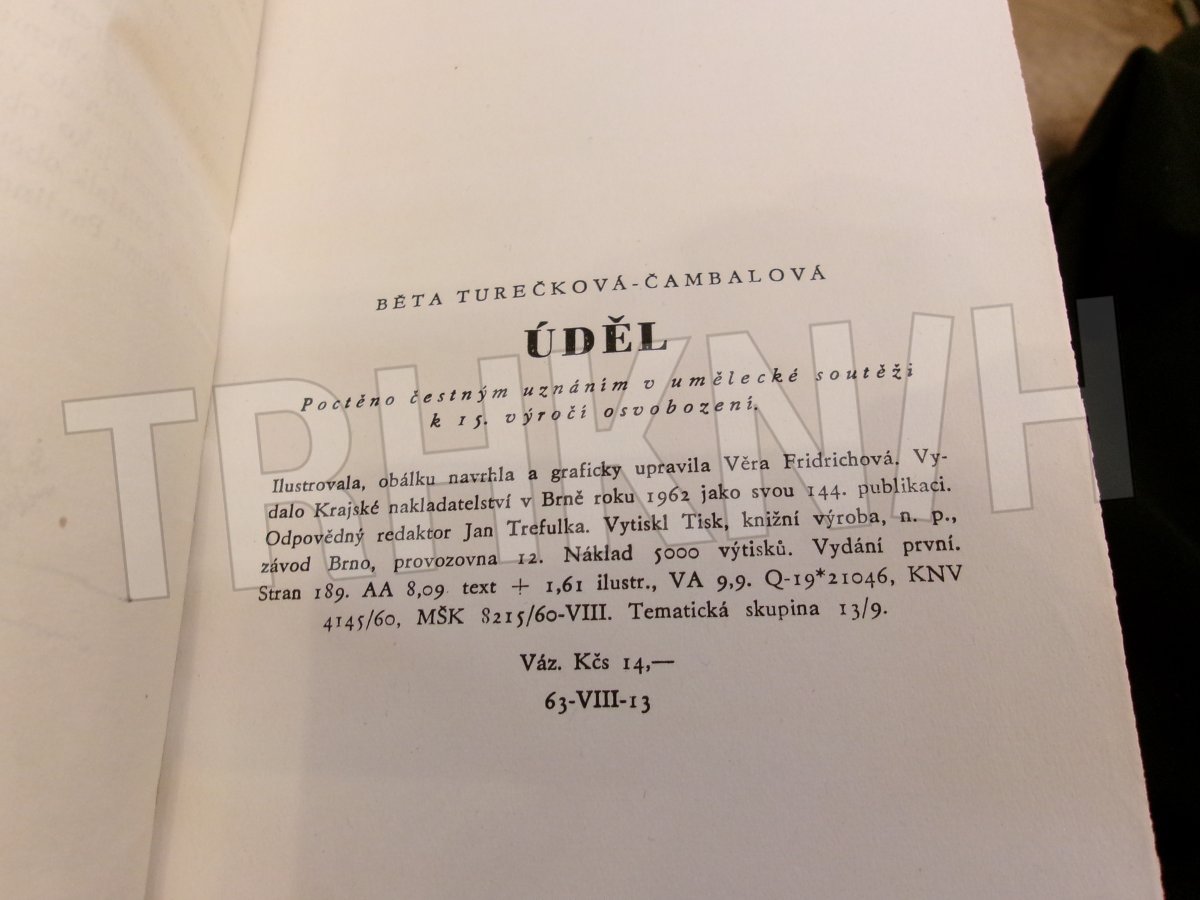 BĚTA TUREČKOVÁ-ČAMBALOVÁ
ÚDĚL
Poctěno čestným uznáním v umělecké soutěži
k 15. výročí osvobození.
Ilustrovala, obálku navrhla a graficky upravila Věra Fridrichová. Vy-
dalo Krajské nakladatelství v Brně roku 1962 jako svou 144. publikaci.
Odpovědný redaktor Jan Trefulka. Vytiskl Tisk, knižní výroba, n. p.,
závod Brno, provozovna 12. Náklad 5000 výtisků. Vydání první.
Stran 189. AA 8,09 text + 1,61 ilustr., VA 9,9. Q-19*21046, KNV
4145/60, MŠK 8215/60-VIII. Tematická skupina 13/9.
Váz. Kčs 14,—
63-VIII-13
TRHKN/H